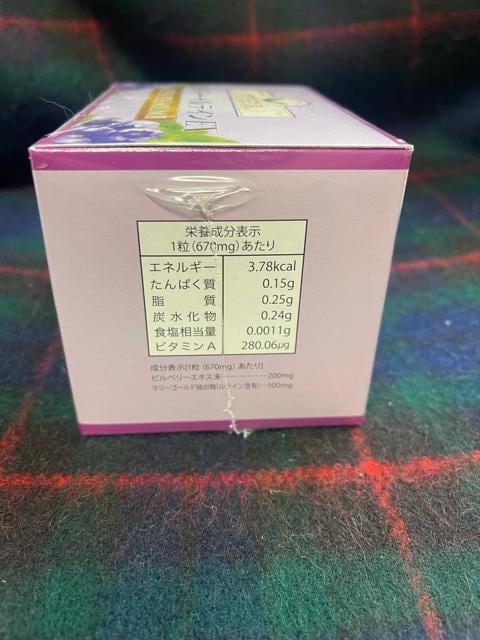 栄養成分表示
1粒(670mg)あたり
エネルギー 3.78kcal
たんぱく質 0.15g
脂質 0.25g
炭水化物 0.24g
食塩相当量 0.0011g
ビタミンA 280.06μg
成分表示[1粒(670mg)あたり]
ビルベリーエキス末…………200mg
マリーゴールド抽出物(ルテイン含有)…100mg